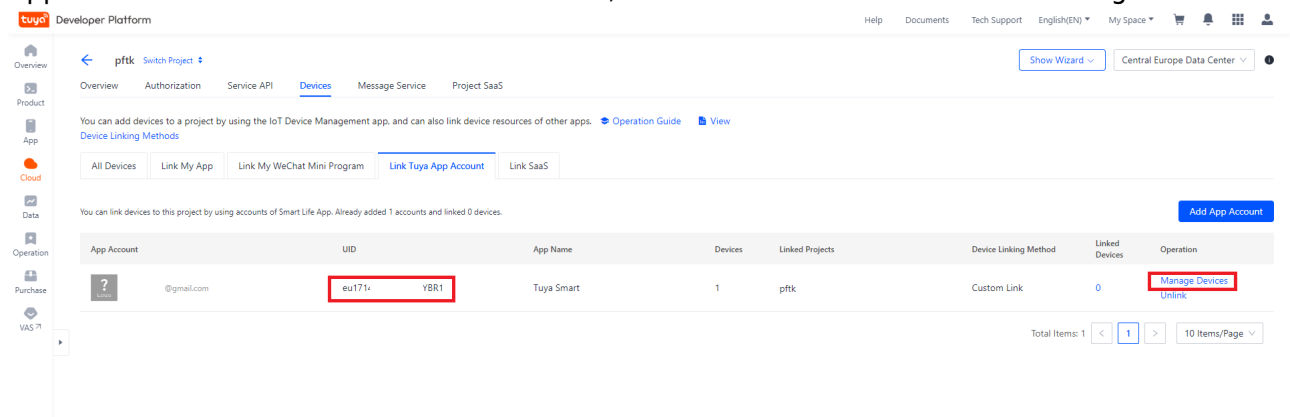 tuya Developer Platform Help Documents Tech Support English(EN) My Space
Overview
Product
App
Cloud
Data
Operation
Purchase
VAS
pftk Switch Project Show Wizard Central Europe Data Center
Overview Authorization Service API Devices Message Service Project SaaS
You can add devices to a project by using the IoT Device Management app, and can also link device resources of other apps. Operation Guide View
Device Linking Methods
All Devices Link My App Link My WeChat Mini Program Link Tuya App Account Link SaaS
You can link devices to this project by using accounts of Smart Life App. Already added 1 accounts and linked 0 devices. Add App Account
App Account UID App Name Devices Linked Projects Device Linking Method Linked Devices Operation
? @gmail.com eu1714 YBR1 Tuya Smart 1 pftk Custom Link 0 Manage Devices
Unlink
Total Items: 1 < 1 > 10 Items/Page